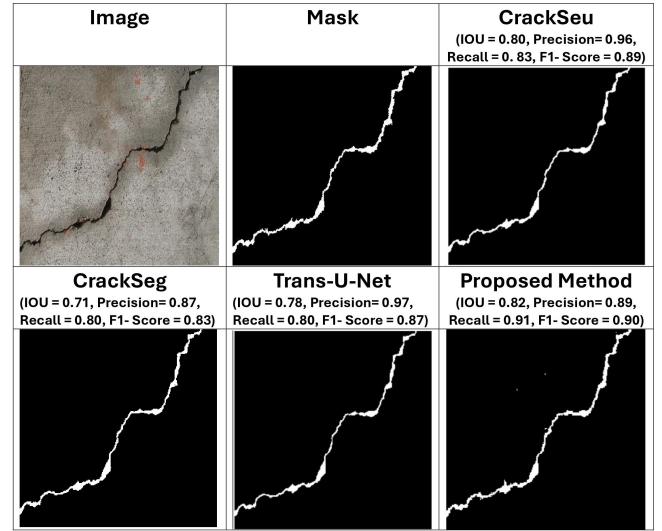 Image
Mask
CrackSeu
(IOU = 0.80, Precision= 0.96,
Recall = 0. 83, F1- Score = 0.89)
CrackSeg
(IOU = 0.71, Precision= 0.87,
Recall = 0.80, F1- Score = 0.83)
Trans-U-Net
(IOU = 0.78, Precision= 0.97,
Recall = 0.80, F1- Score = 0.87)
Proposed Method
(IOU = 0.82, Precision= 0.89,
Recall = 0.91, F1- Score = 0.90)